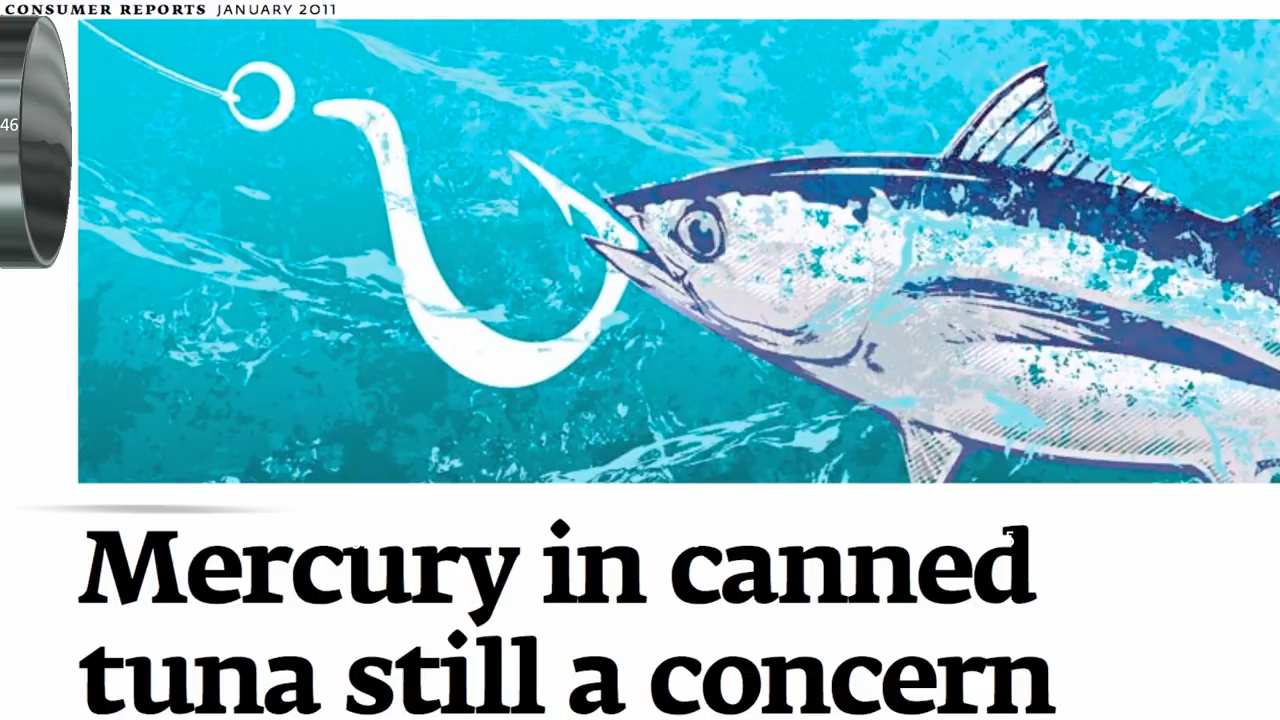 CONSUMER REPORTS JANUARY 2011
46
Mercury in canned
tuna still a concern